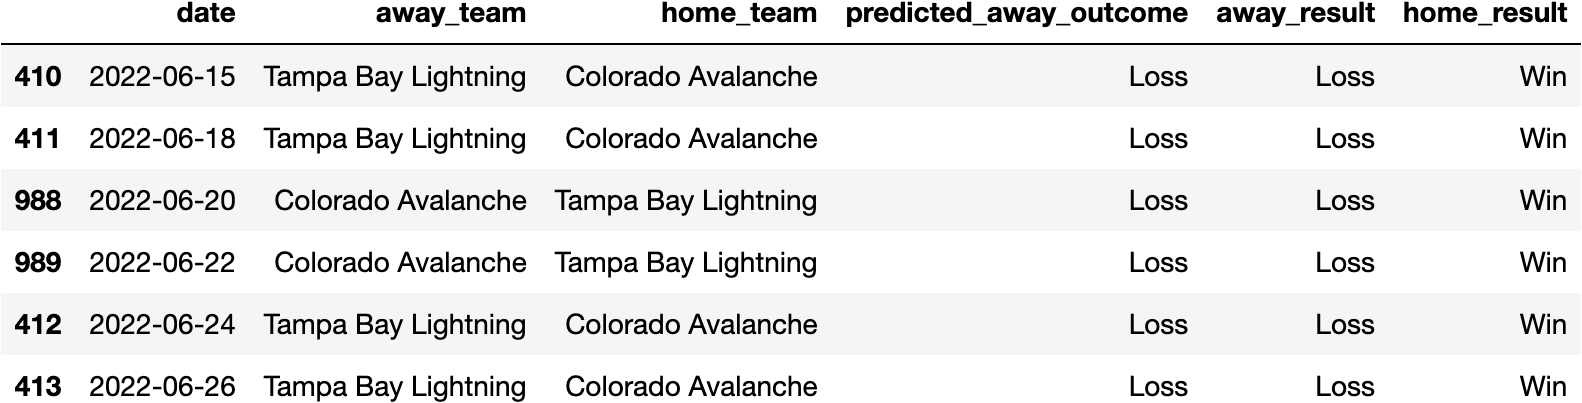 date away_team home_team predicted_away_outcome away_result home_result
410 2022-06-15 Tampa Bay Lightning Colorado Avalanche Loss Loss Win
411 2022-06-18 Tampa Bay Lightning Colorado Avalanche Loss Loss Win
988 2022-06-20 Colorado Avalanche Tampa Bay Lightning Loss Loss Win
989 2022-06-22 Colorado Avalanche Tampa Bay Lightning Loss Loss Win
412 2022-06-24 Tampa Bay Lightning Colorado Avalanche Loss Loss Win
413 2022-06-26 Tampa Bay Lightning Colorado Avalanche Loss Loss Win